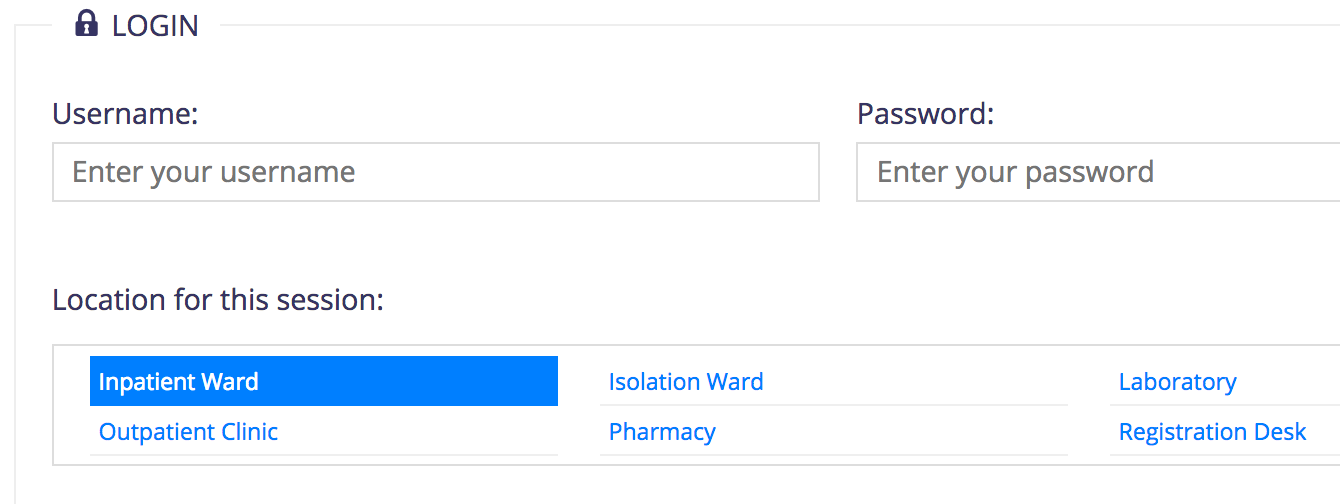 LOGIN
Username: Password:
Enter your username Enter your password
Location for this session:
Inpatient Ward Isolation Ward Laboratory
Outpatient Clinic Pharmacy Registration Desk